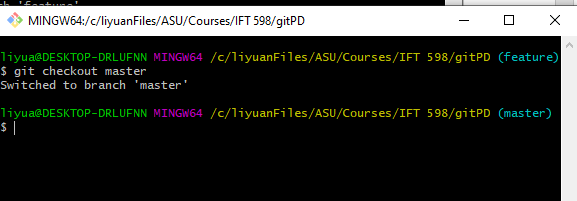 'feature'
MINGW64:/c/liyuanFiles/ASU/Courses/IFT 598/gitPD
liyua@DESKTOP-DRLUFNN MINGW64 /c/liyuanFiles/ASU/Courses/IFT 598/gitPD (feature)
$ git checkout master
Switched to branch 'master'
liyua@DESKTOP-DRLUFNN MINGW64 /c/liyuanFiles/ASU/Courses/IFT 598/gitPD (master)
$